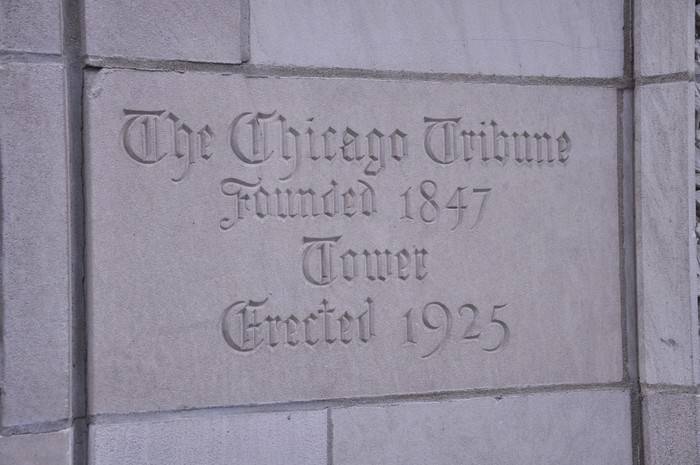 The Chicago Tribune
Founded 1847
Tower
Erected 1925